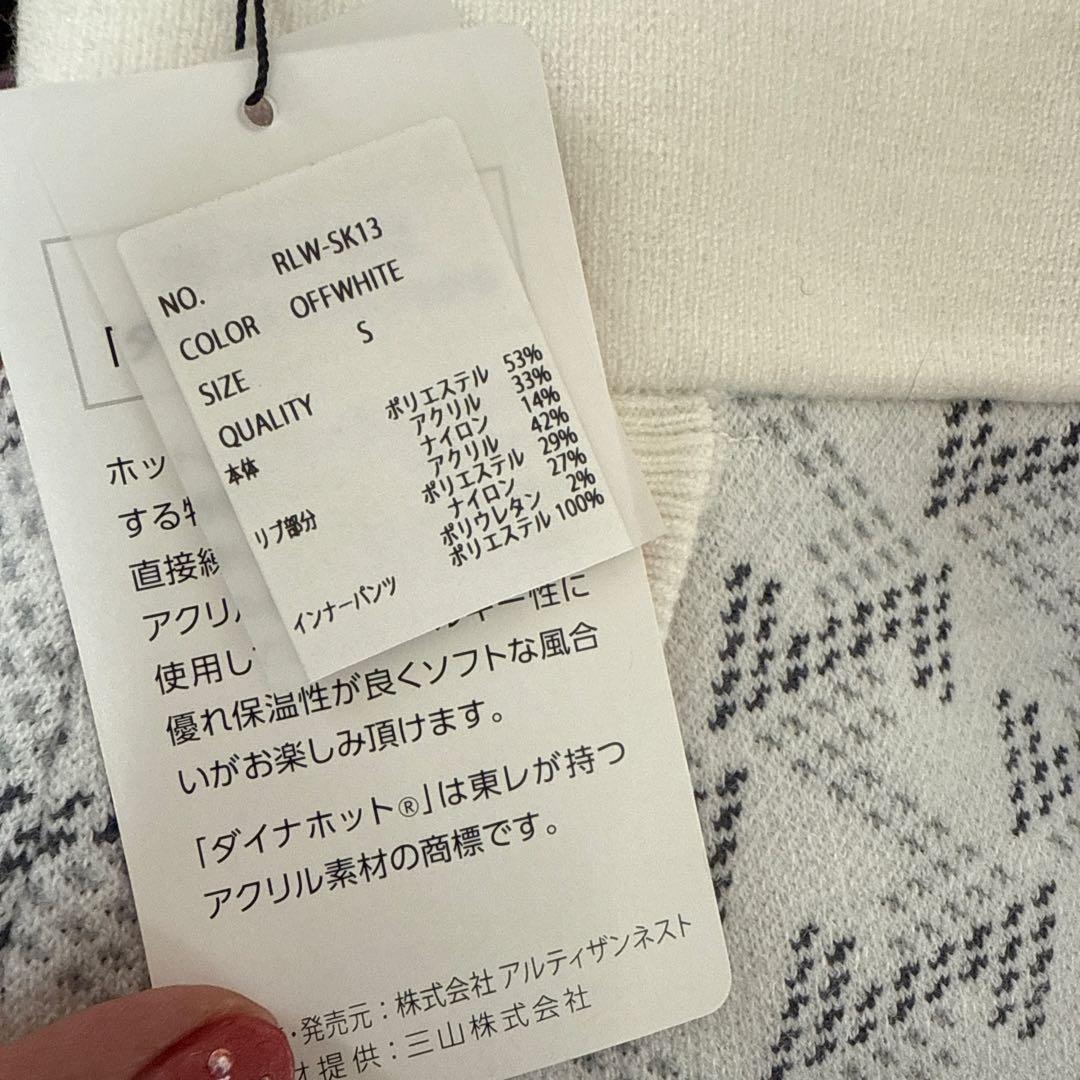 NO. RLW-SK13
COLOR OFFWHITE
SIZE S
QUALITY
本体 ポリエステル 53%
アクリル 33%
ナイロン 14%
リブ部分 アクリル 42%
ポリエステル 29%
ナイロン 27%
ポリウレタン 2%
インナーパンツ ポリエステル 100%
「
ホッ
する
直接
アクリ
使用し
ー性に
優れ保温性が良くソフトな風合
いがお楽しみ頂けます。
「ダイナホット®」は東レが持つ
アクリル素材の商標です。
・発売元：株式会社アルティザンネスト
提供：三山株式会社